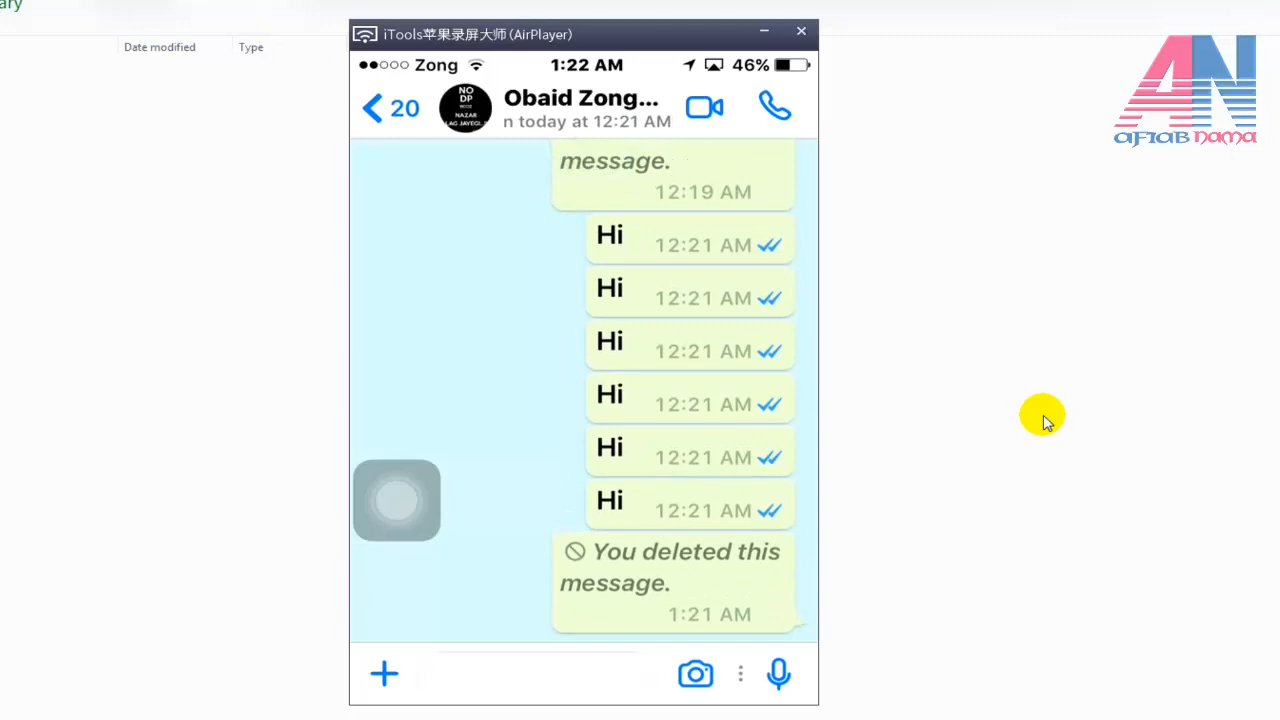 ary
Date modified
Type
iTools苹果录屏大师(AirPlayer)
Zong
1:22 AM
46%
20
NO
DP
NAZAR
LAG JAYEGI
Obaid Zong...
n today at 12:21 AM
message.
12:19 AM
Hi
12:21 AM
Hi
12:21 AM
Hi
12:21 AM
Hi
12:21 AM
Hi
12:21 AM
Hi
12:21 AM
You deleted this
message.
1:21 AM
AN
AFTAB NAMA